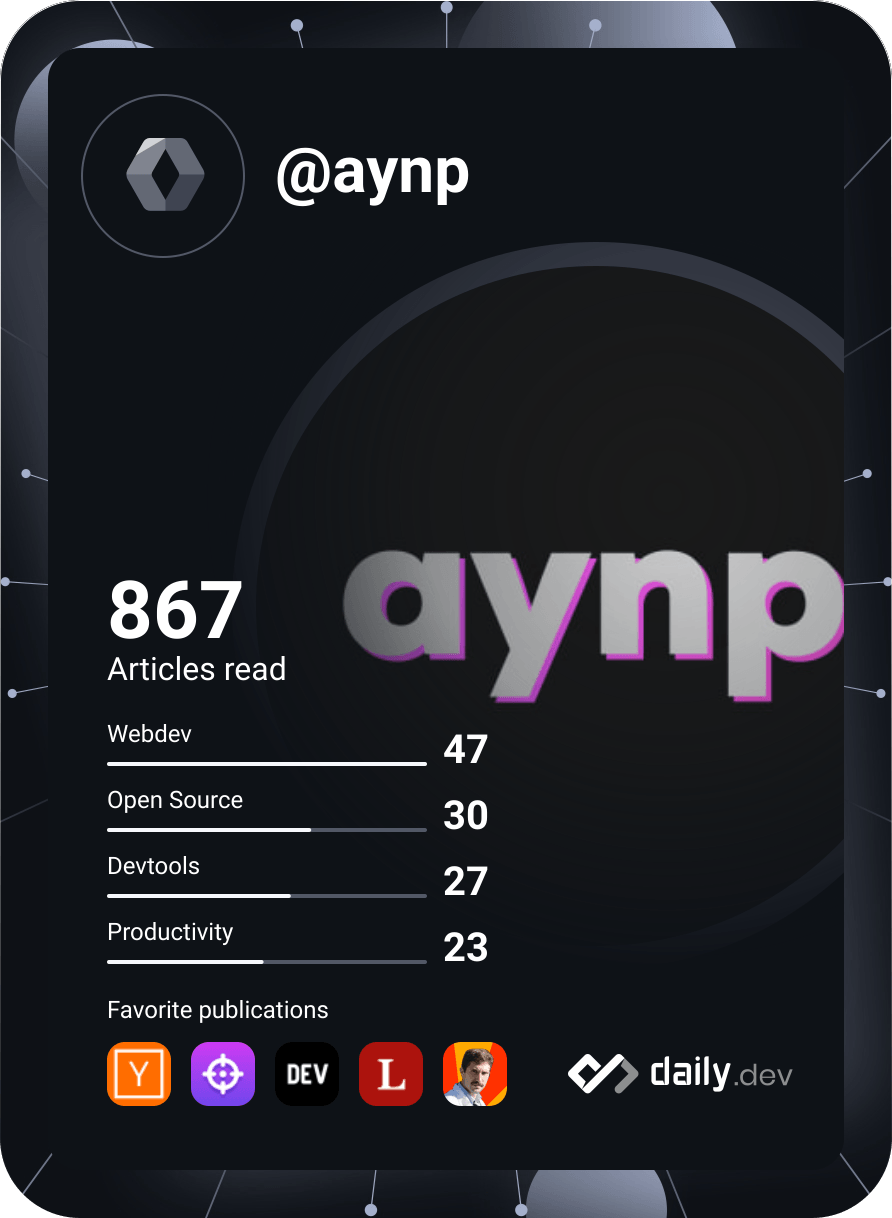 @aynp
aynp
867
Articles read
Webdev
47
Open Source
30
Devtools
27
Productivity
23
Favorite publications
Y
DEV
L
daily.dev